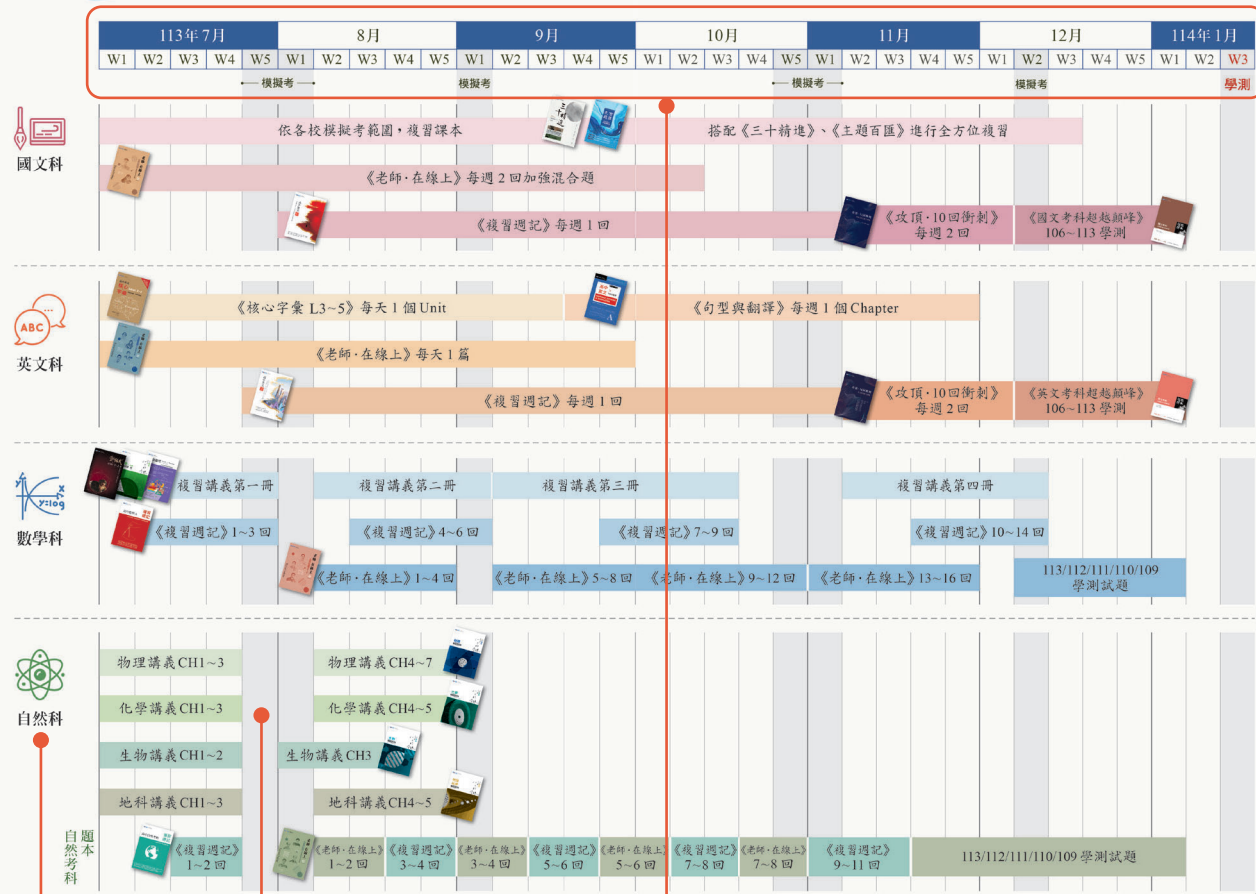 113年7月 8月 9月 10月 11月 12月 114年1月
W1 W2 W3 W4 W5 W1 W2 W3 W4 W5 W1 W2 W3 W4 W5 W1 W2 W3 W4 W5 W1 W2 W3 W4 W5 W2 W3 W4 W5 W1 W2 W3
模擬考 模擬考 模擬考 模擬考 學測
國文科
依各校模擬考範圍，複習課本
搭配《三十精進》、《主題百匯》進行全方位複習
《老師·在線上》每週2回加強混合題
《複習週記》每週1回
《攻頂·10回衝刺》
每週2回
《國文考科超越顛峰》
106~113學測
ABC
英文科
《核心字彙 L3~5》每天1個Unit
《句型與翻譯》每週1個Chapter
《老師·在線上》每天1篇
《複習週記》每週1回
《攻頂·10回衝刺》
每週2回
《英文考科超越顛峰》
106~113學測
數學科
複習講義第一冊 複習講義第二冊 複習講義第三冊 複習講義第四冊
《複習週記》1~3回 《複習週記》4~6回 《複習週記》7~9回 《複習週記》10~14回
《老師·在線上》1~4回 《老師·在線上》5~8回 《老師·在線上》9~12回 《老師·在線上》13~16回
113/112/111/110/109
學測試題
自然科
物理講義CH1~3 物理講義CH4~7
化學講義CH1~3 化學講義CH4~5
生物講義CH1~2 生物講義CH3
地科講義CH1~3 地科講義CH4~5
自然考科
題本
《複習週記》
1~2回
《老師·在線上》
1~2回
《複習週記》
3~4回
《老師·在線上》
3~4回
《複習週記》
5~6回
《老師·在線上》
5~6回
《複習週記》
7~8回
《老師·在線上》
7~8回
《複習週記》
9~11回
113/112/111/110/109學測試題